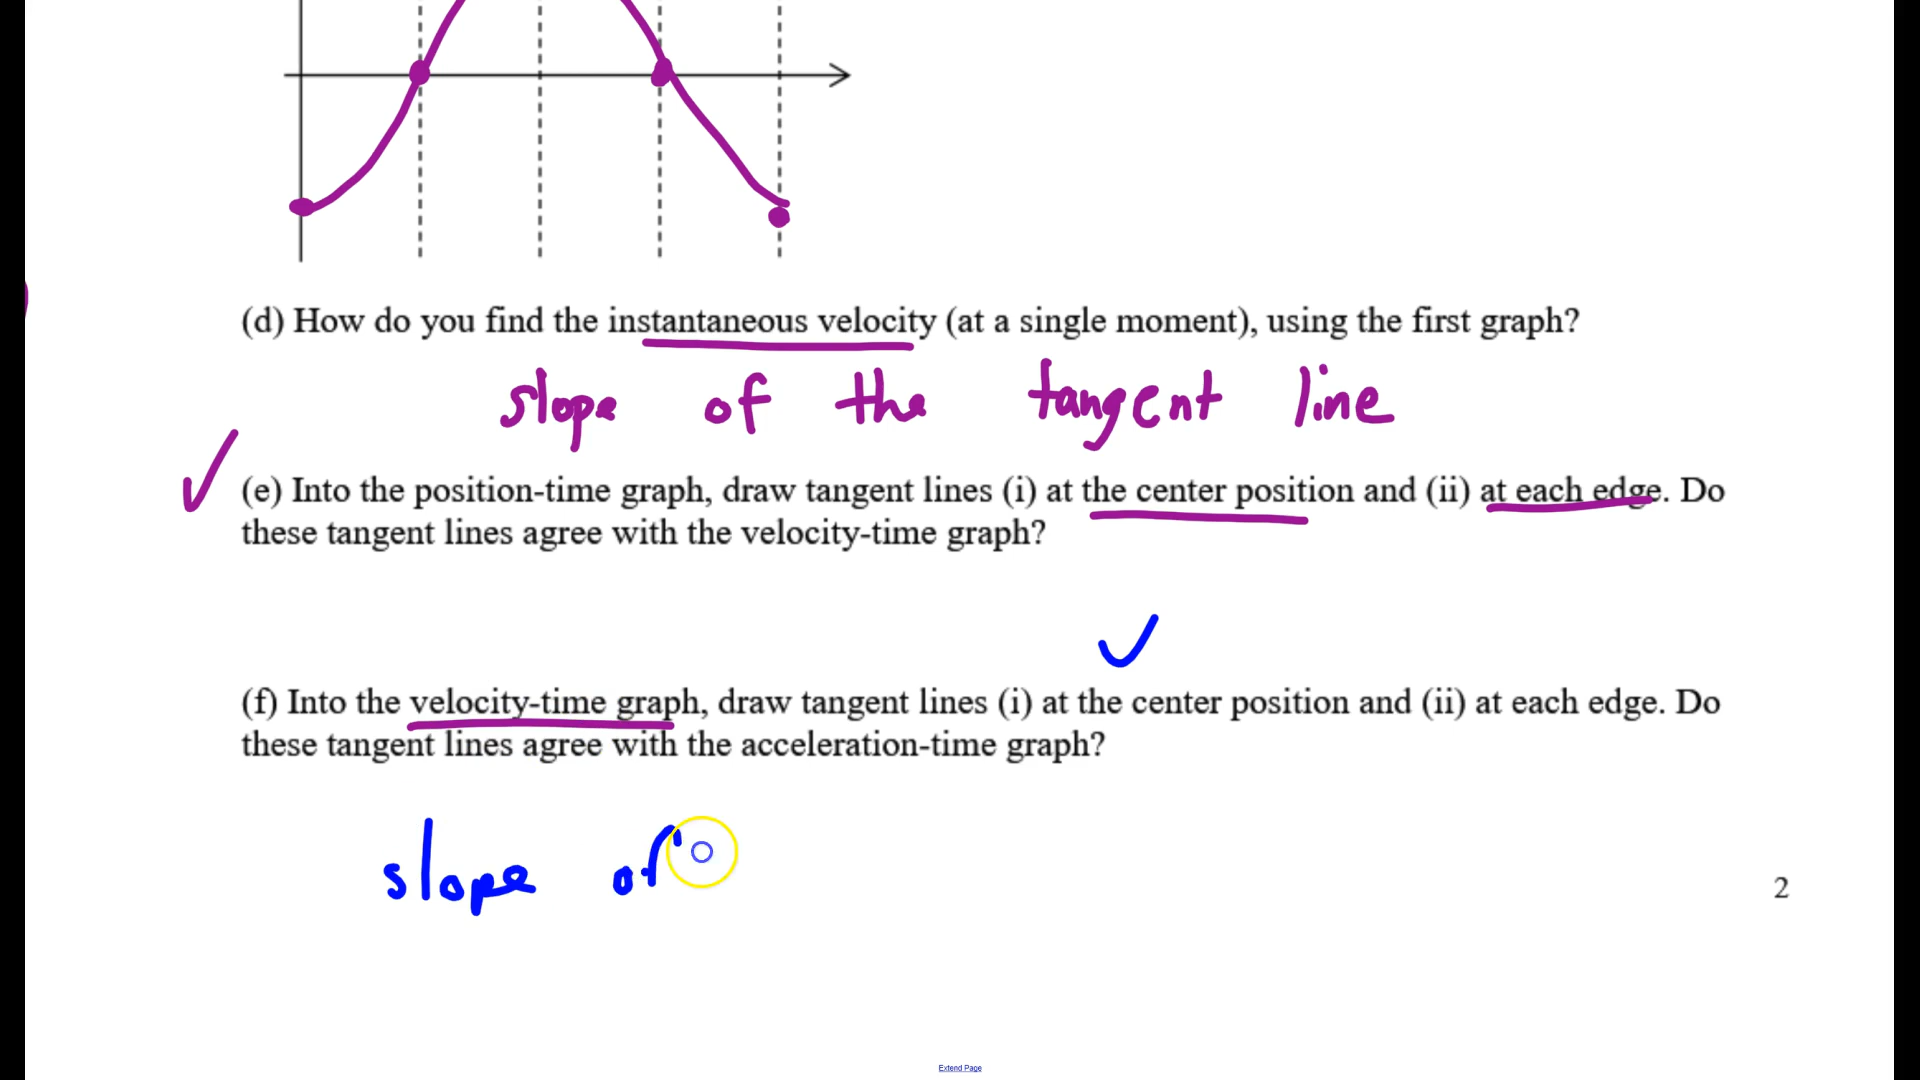 (d) How do you find the instantaneous velocity (at a single moment), using the first graph?
slope of the tangent line
(e) Into the position-time graph, draw tangent lines (i) at the center position and (ii) at each edge. Do
these tangent lines agree with the velocity-time graph?
(f) Into the velocity-time graph, draw tangent lines (i) at the center position and (ii) at each edge. Do
these tangent lines agree with the acceleration-time graph?
slope of
2
Extend Page